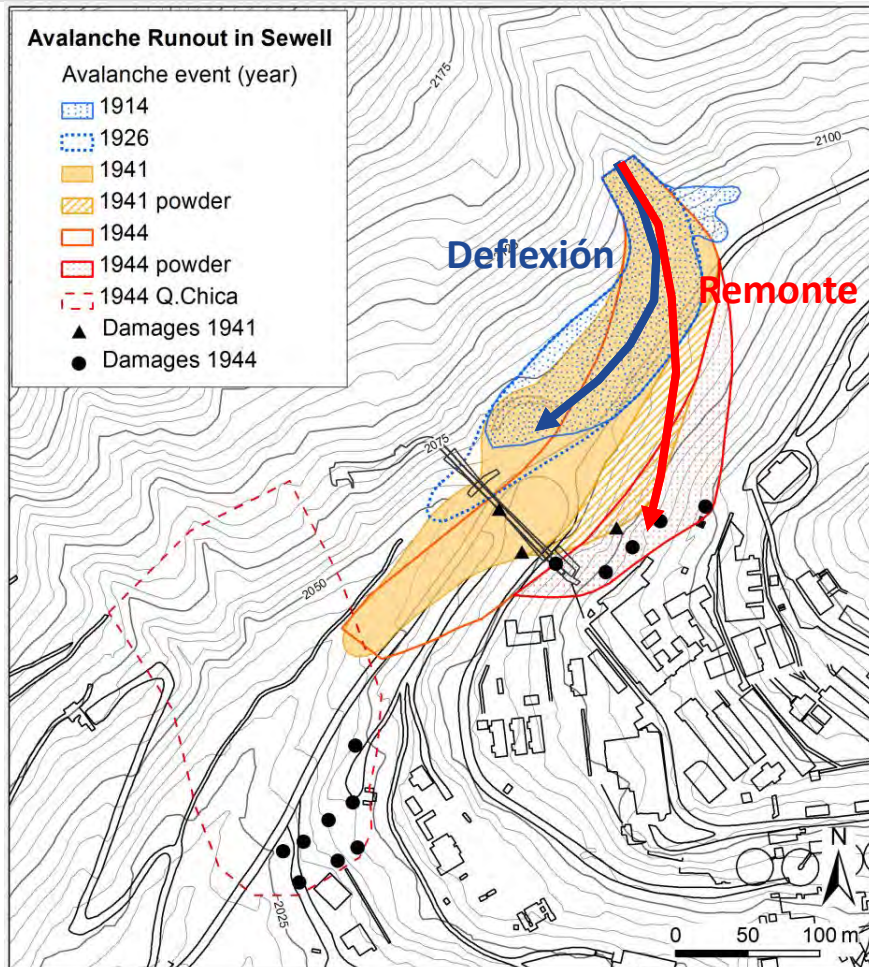 Avalanche Runout in Sewell
Avalanche event (year)
1914
1926
1941
1941 powder
1944
1944 powder
1944 Q.Chica
Damages 1941
Damages 1944
2175
2100
Deflexión
Remonte
2075
2050
2025
N
0 50 100 m